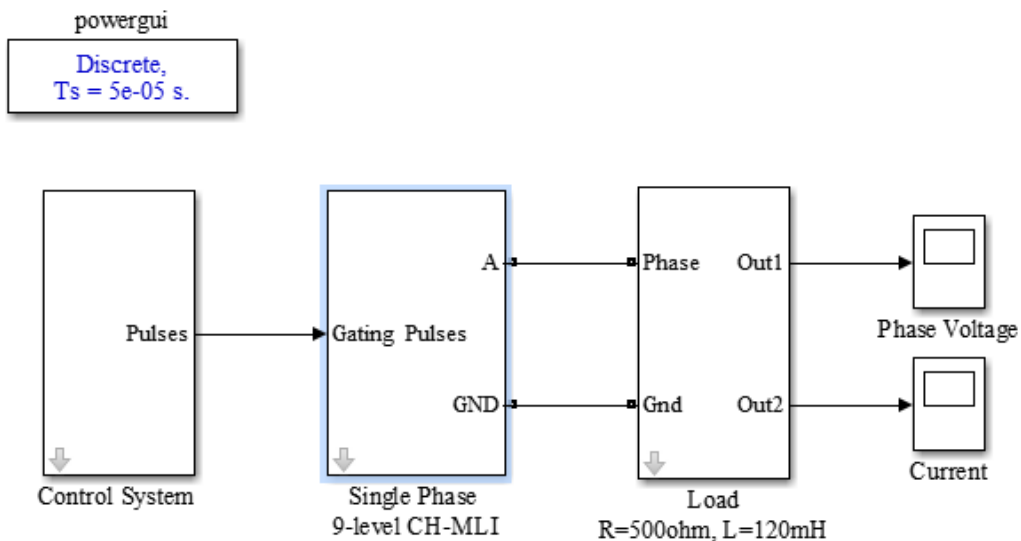 powergui
Discrete,
Ts = 5e-05 s.
Pulses
Control System
A
Gating Pulses
GND
Single Phase
9-level CH-MLI
Phase
Out1
Gnd
Out2
Load
R=500ohm, L=120mH
Phase Voltage
Current